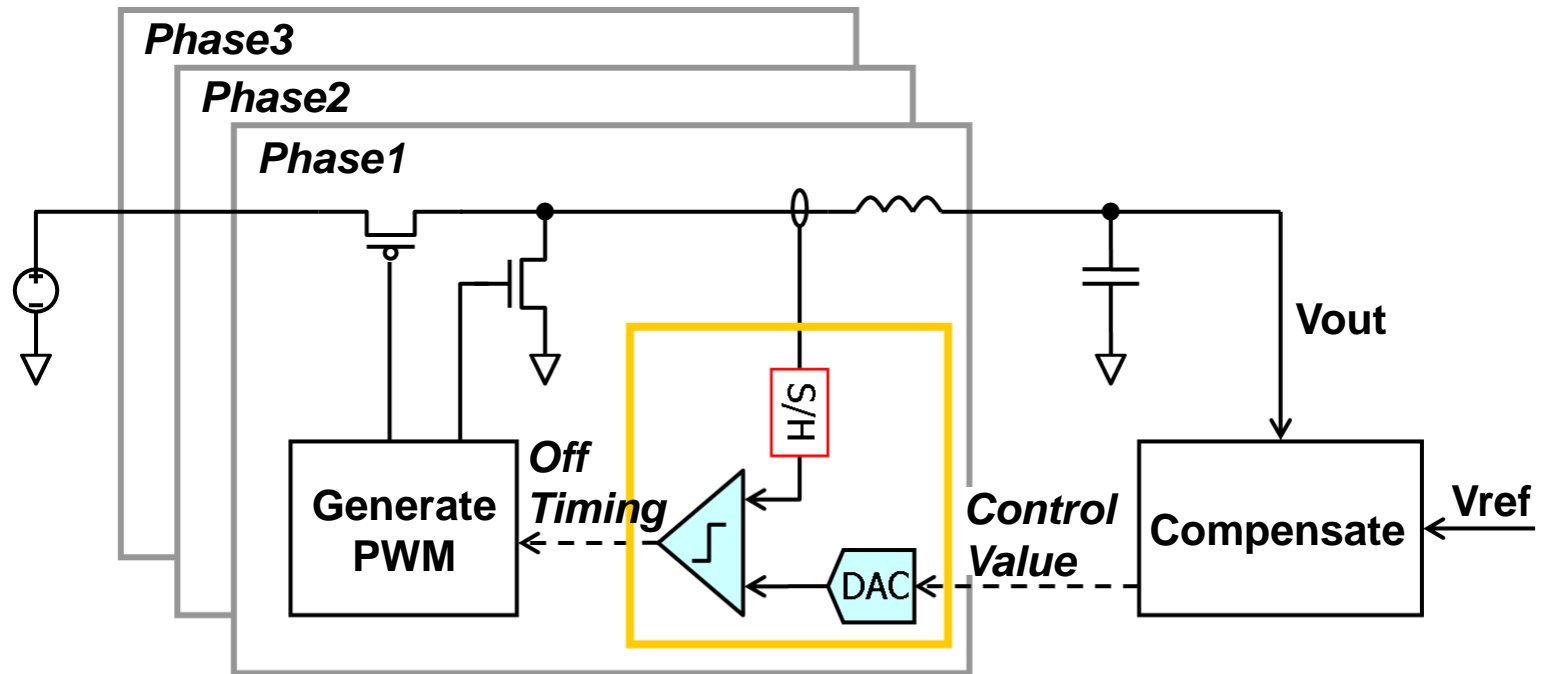 Phase3
Phase2
Phase1
Vout
S/H
Off
Timing
Generate
PWM
DAC
Control
Value
Compensate
Vref